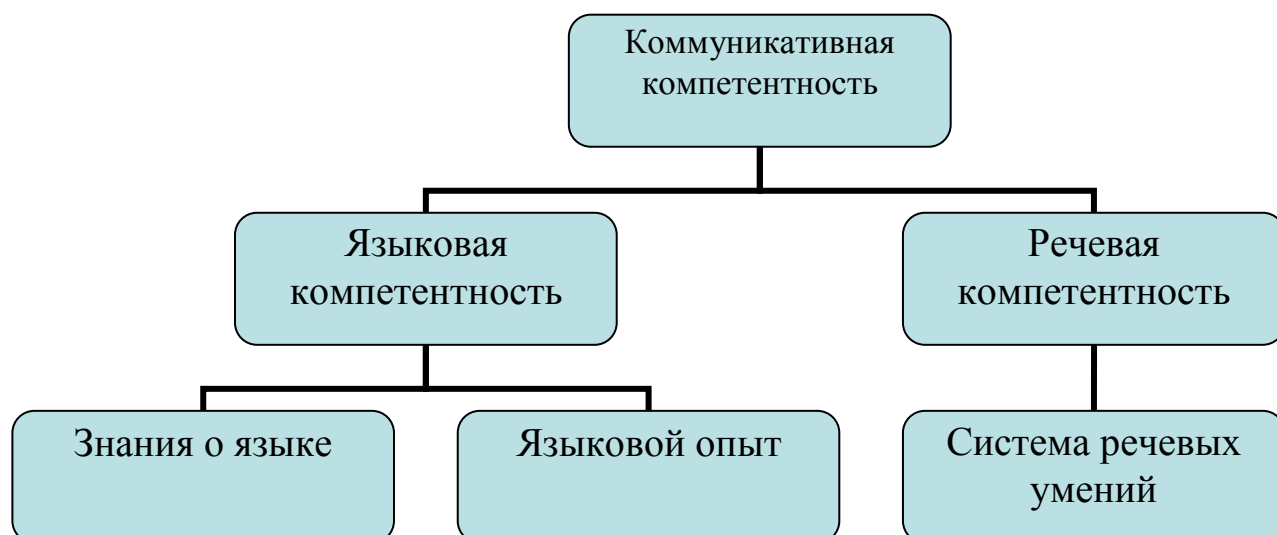 Коммуникативная
компетентность
Языковая
компетентность
Речевая
компетентность
Знания о языке
Языковой опыт
Система речевых
умений